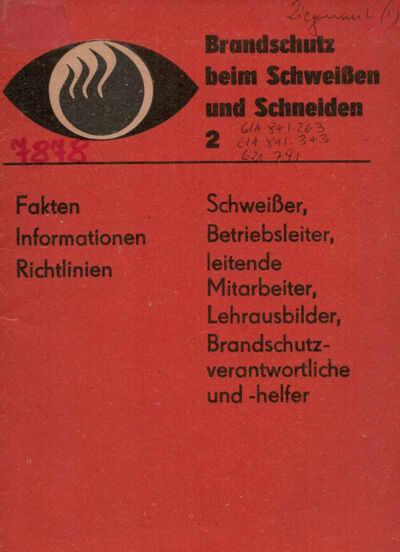 Brandschutz
beim Schweißen
und Schneiden
2
614.841.263
614.841.343
621.791
7878
Fakten
Informationen
Richtlinien
Schweißer,
Betriebsleiter,
leitende
Mitarbeiter,
Lehrausbilder,
Brandschutz-
verantwortliche
und -helfer